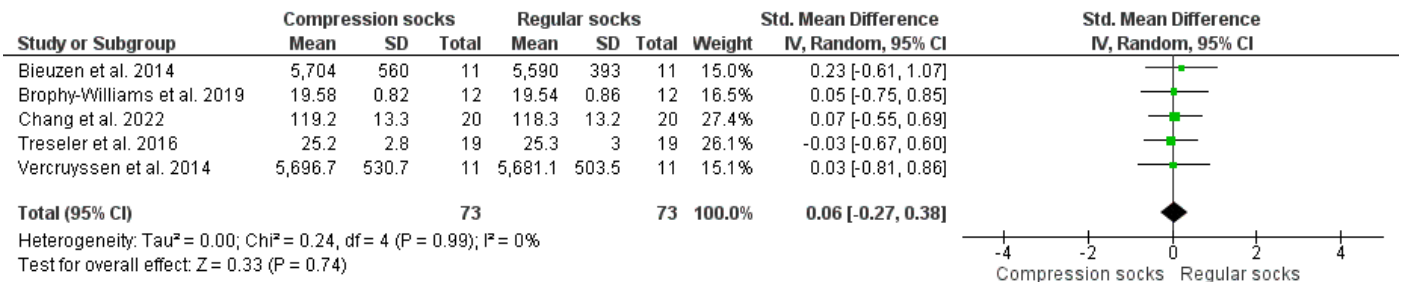 Compression socks Regular socks Std. Mean Difference Std. Mean Difference
Study or Subgroup Mean SD Total Mean SD Total Weight IV, Random, 95% CI IV, Random, 95% CI
Bieuzen et al. 2014 5,704 560 11 5,590 393 11 15.0% 0.23 [-0.61, 1.07]
Brophy-Williams et al. 2019 19.58 0.82 12 19.54 0.86 12 16.5% 0.05 [-0.75, 0.85]
Chang et al. 2022 119.2 13.3 20 118.3 13.2 20 27.4% 0.07 [-0.55, 0.69]
Treseler et al. 2016 25.2 2.8 19 25.3 3 19 26.1% -0.03 [-0.67, 0.60]
Vercruyssen et al. 2014 5,696.7 530.7 11 5,681.1 503.5 11 15.1% 0.03 [-0.81, 0.86]
Total (95% CI) 73 73 100.0% 0.06 [-0.27, 0.38]
Heterogeneity: Tau² = 0.00; Chi² = 0.24, df = 4 (P = 0.99); I² = 0%
Test for overall effect: Z = 0.33 (P = 0.74)
-4 -2 0 2 4
Compression socks Regular socks